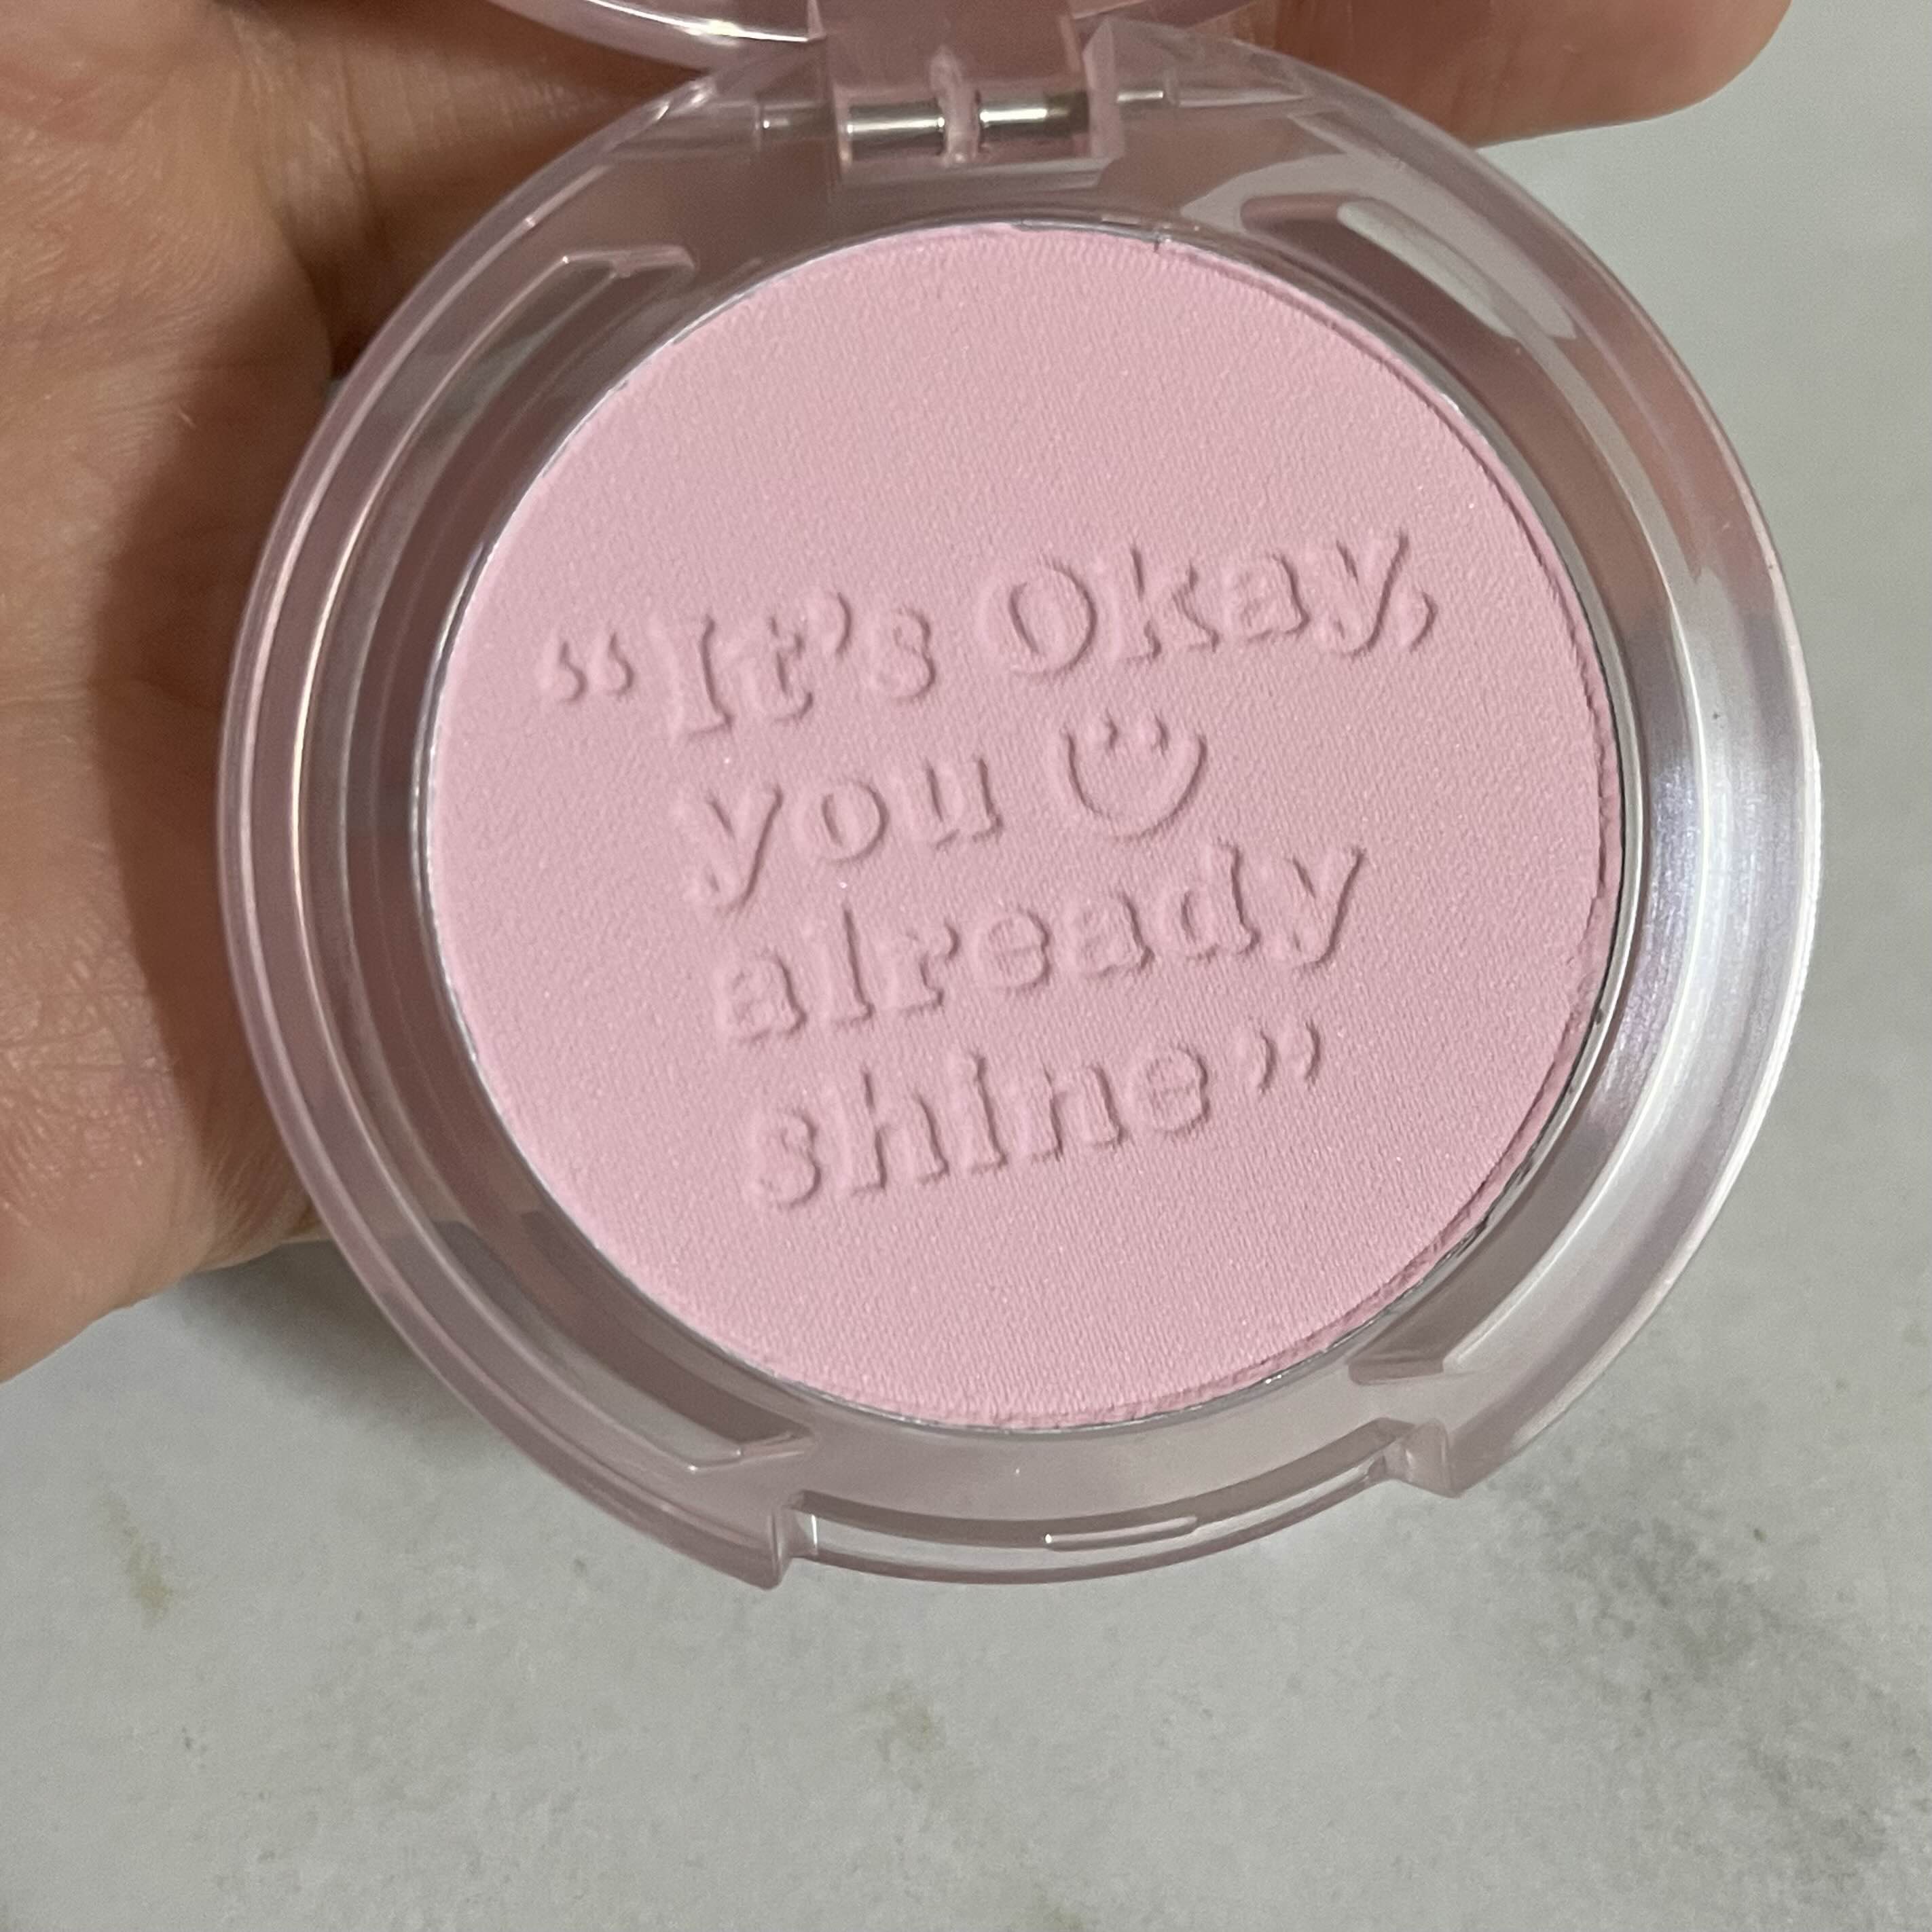 “It’s Okay,
you
already
shine”